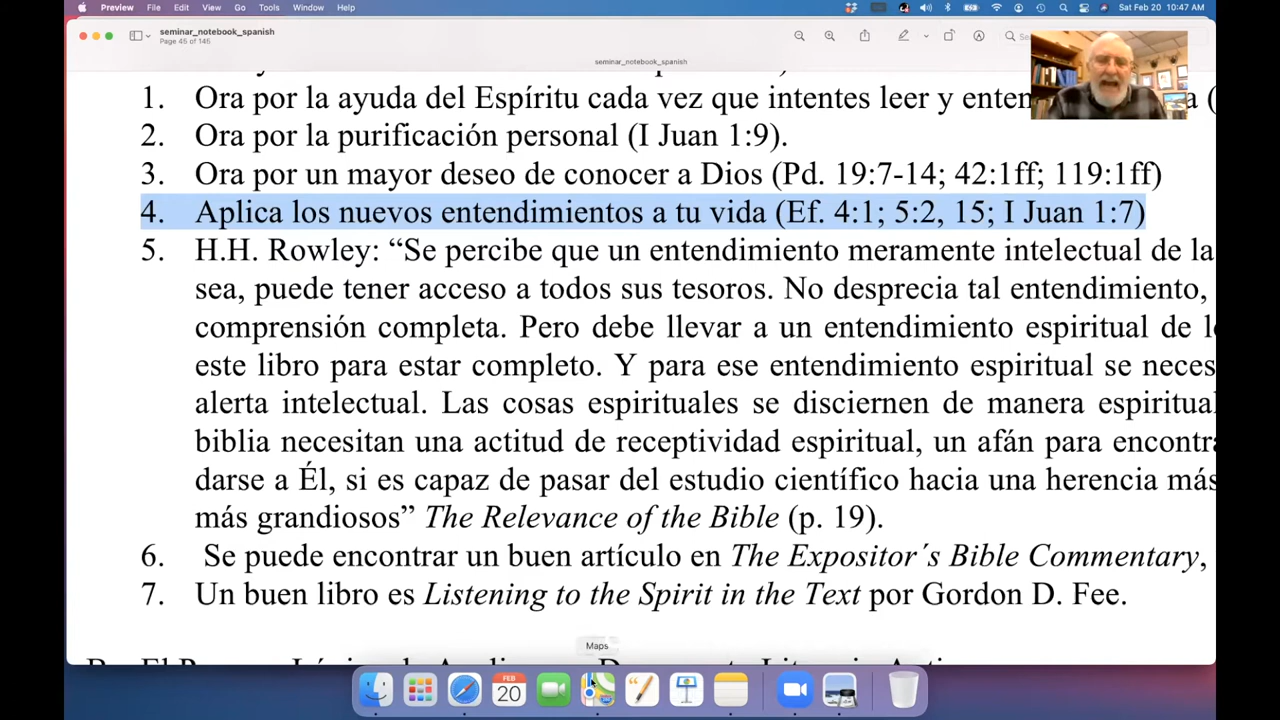 Preview File Edit View Go Tools Window Help Sat Feb 20 10:47 AM
seminar_notebook_spanish
Page 45 of 145
seminar_notebook_spanish
1. Ora por la ayuda del Espíritu cada vez que intentes leer y
2. Ora por la purificación personal (I Juan 1:9).
3. Ora por un mayor deseo de conocer a Dios (Pd. 19:7-14; 42:1ff; 119:1ff)
4. Aplica los nuevos entendimientos a tu vida (Ef. 4:1; 5:2, 15; I Juan 1:7)
5. H.H. Rowley: “Se percibe que un entendimiento meramente intelectual de la
sea, puede tener acceso a todos sus tesoros. No desprecia tal entendimiento,
comprensión completa. Pero debe llevar a un entendimiento espiritual de
este libro para estar completo. Y para ese entendimiento espiritual se neces
alerta intelectual. Las cosas espirituales se disciernen de manera espiritual
biblia necesitan una actitud de receptividad espiritual, un afán para encontra
darse a Él, si es capaz de pasar del estudio científico hacia una herencia más
más grandiosos” The Relevance of the Bible (p. 19).
6. Se puede encontrar un buen artículo en The Expositor´s Bible Commentary,
7. Un buen libro es Listening to the Spirit in the Text por Gordon D. Fee.
Maps
FEB
20